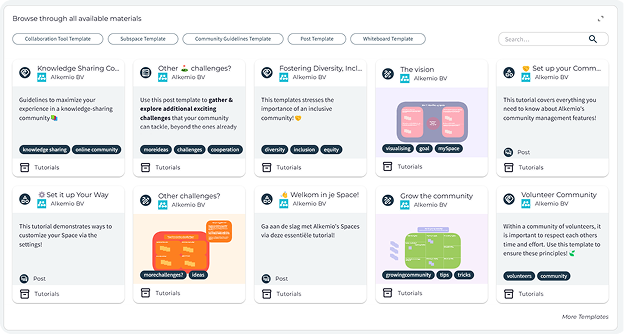 Browse through all available materials
Collaboration Tool Template Subspace Template Community Guidelines Template Post Template Whiteboard Template Search...
Knowledge Sharing Co...
Alkemio BV
Guidelines to maximize your
experience in a knowledge-sharing
community📚
knowledge sharing online community
Tutorials
Other 🏝️ challenges?
Alkemio BV
Use this post template to gather &
explore additional exciting
challenges that your community
can tackle, beyond the ones already
moreideas challenges cooperation
Tutorials
Fostering Diversity, Incl...
Alkemio BV
This templates stresses the
importance of an inclusive
community! 🤝
diversity inclusion equity
Tutorials
The vision
Alkemio BV
visualising goal mySpace
Tutorials
🤝 Set up your Comm...
Alkemio BV
This tutorial covers everything you
need to know about Alkemio's
community management features!
Post
Tutorials
⚙️Set it up Your Way
Alkemio BV
This tutorial demonstrates ways to
customize your Space via the
settings!
Post
Tutorials
Other challenges?
Alkemio BV
morechallenges? ideas
Tutorials
👋 Welkom in je Space!
Alkemio BV
Ga aan de slag met Alkemio's Spaces
via deze essentiële tutorial!
Post
Tutorials
Grow the community
Alkemio BV
growingcommunity tips tricks
Tutorials
Volunteer Community
Alkemio BV
Within a community of volunteers, it
is important to respect each others
time and effort. Use this template to
ensure these principles! 🌱
volunteers community
Tutorials
More Templates